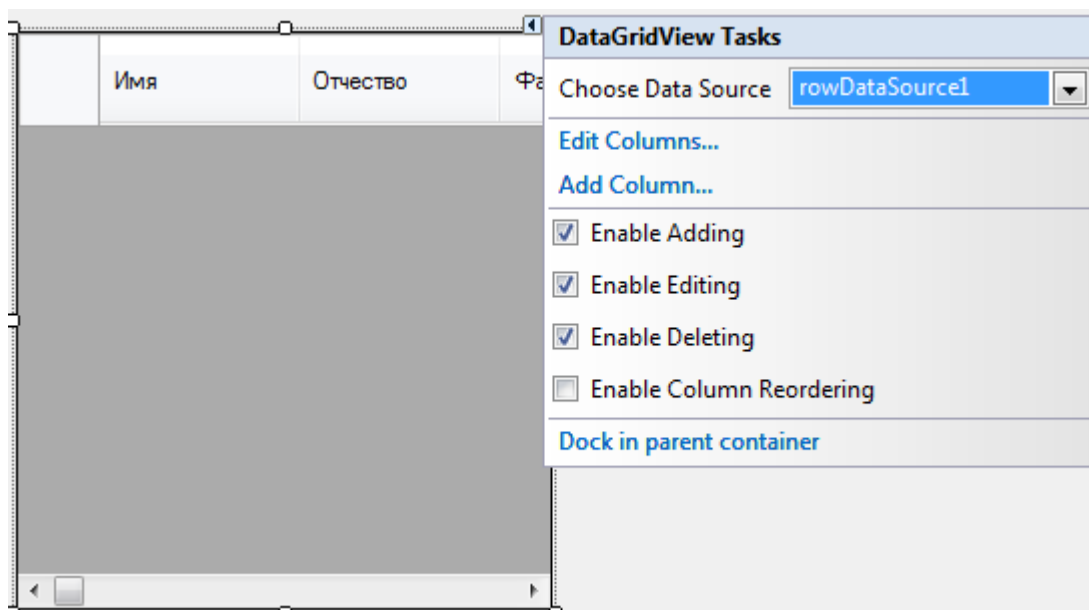 DataGridView Tasks
Имя Отчество Фа
Choose Data Source rowDataSource1
Edit Columns...
Add Column...
Enable Adding
Enable Editing
Enable Deleting
Enable Column Reordering
Dock in parent container